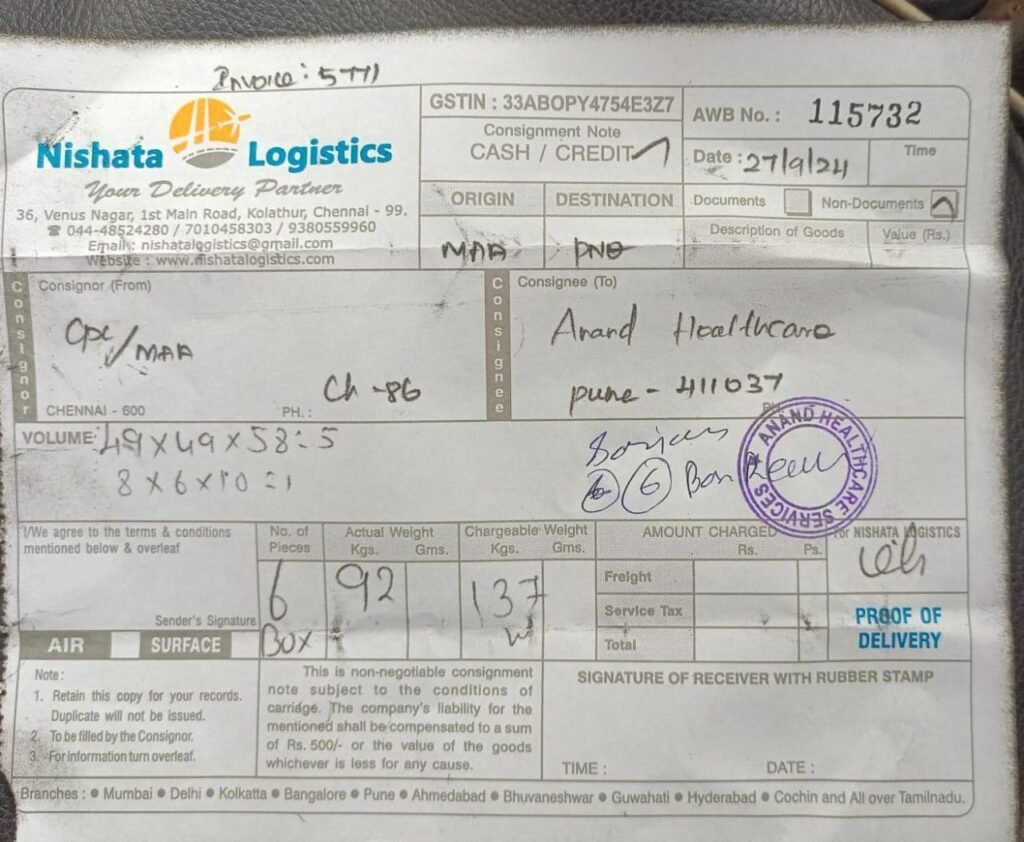 Invoice: 5771
Nishata Logistics
Your Delivery Partner
36, Venus Nagar, 1st Main Road, Kolathur, Chennai - 99.
☎ 044-48524280 / 7010458303 / 9380559960
Email : nishatalogistics@gmail.com
Website : www.nishatalogistics.com
GSTIN : 33ABOPY4754E3Z7
Consignment Note
CASH / CREDIT
AWB No. : 115732
Date : 27/9/24
Time
ORIGIN
DESTINATION
Documents
Non-Documents
MAA
PNQ
Description of Goods
Value (Rs.)
Consignor
Consignor (From)
CPC/MAA
Ch-86
CHENNAI - 600
PH. :
Consignee
Consignee (To)
Anand Healthcare
pune - 411037
VOLUME: 49 x 49 x 58 = 5
8 x 6 x 10 = 1
6 Box
ANAND HEALTHCARE SERVICES
I/We agree to the terms & conditions
mentioned below & overleaf
Sender's Signature
AIR
SURFACE
No. of
Pieces
6
BOX
Actual Weight
Kgs. Gms.
92
Chargeable Weight
Kgs. Gms.
137
AMOUNT CHARGED
Rs. Ps.
Freight
Service Tax
Total
For NISHATA LOGISTICS
PROOF OF
DELIVERY
Note :
1. Retain this copy for your records.
Duplicate will not be issued.
2. To be filled by the Consignor.
3. For information turn overleaf.
This is non-negotiable consignment
note subject to the conditions of
carriage. The company's liability for the
mentioned shall be compensated to a sum
of Rs. 500/- or the value of the goods
whichever is less for any cause.
SIGNATURE OF RECEIVER WITH RUBBER STAMP
TIME :
DATE :
Branches : ● Mumbai ● Delhi ● Kolkatta ● Bangalore ● Pune ● Ahmedabad ● Bhuvaneshwar ● Guwahati ● Hyderabad ● Cochin and All over Tamilnadu.